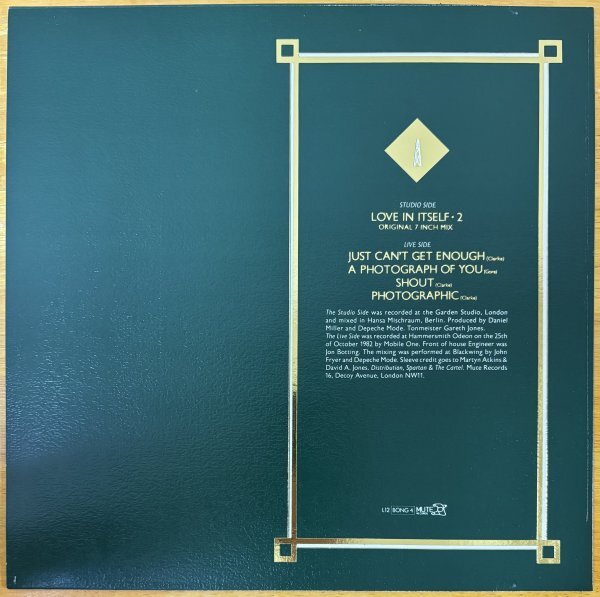 STUDIO SIDE
LOVE IN ITSELF · 2
ORIGINAL 7 INCH MIX
LIVE SIDE
JUST CAN'T GET ENOUGH (Clarke)
A PHOTOGRAPH OF YOU (Gore)
SHOUT (Clarke)
PHOTOGRAPHIC (Clarke)
The Studio Side was recorded at the Garden Studio, London
and mixed in Hansa Mischraum, Berlin. Produced by Daniel
Miller and Depeche Mode. Tonmeister Gareth Jones.
The Live Side was recorded at Hammersmith Odeon on the 25th
of October 1982 by Mobile One. Front of house Engineer was
Jon Botting. The mixing was performed at Blackwing by John
Fryer and Depeche Mode. Sleeve credit goes to Martyn Atkins &
David A. Jones. Distribution, Spartan & The Cartel. Mute Records
16, Decoy Avenue, London NW11.
L12 BONG 4 MUTE